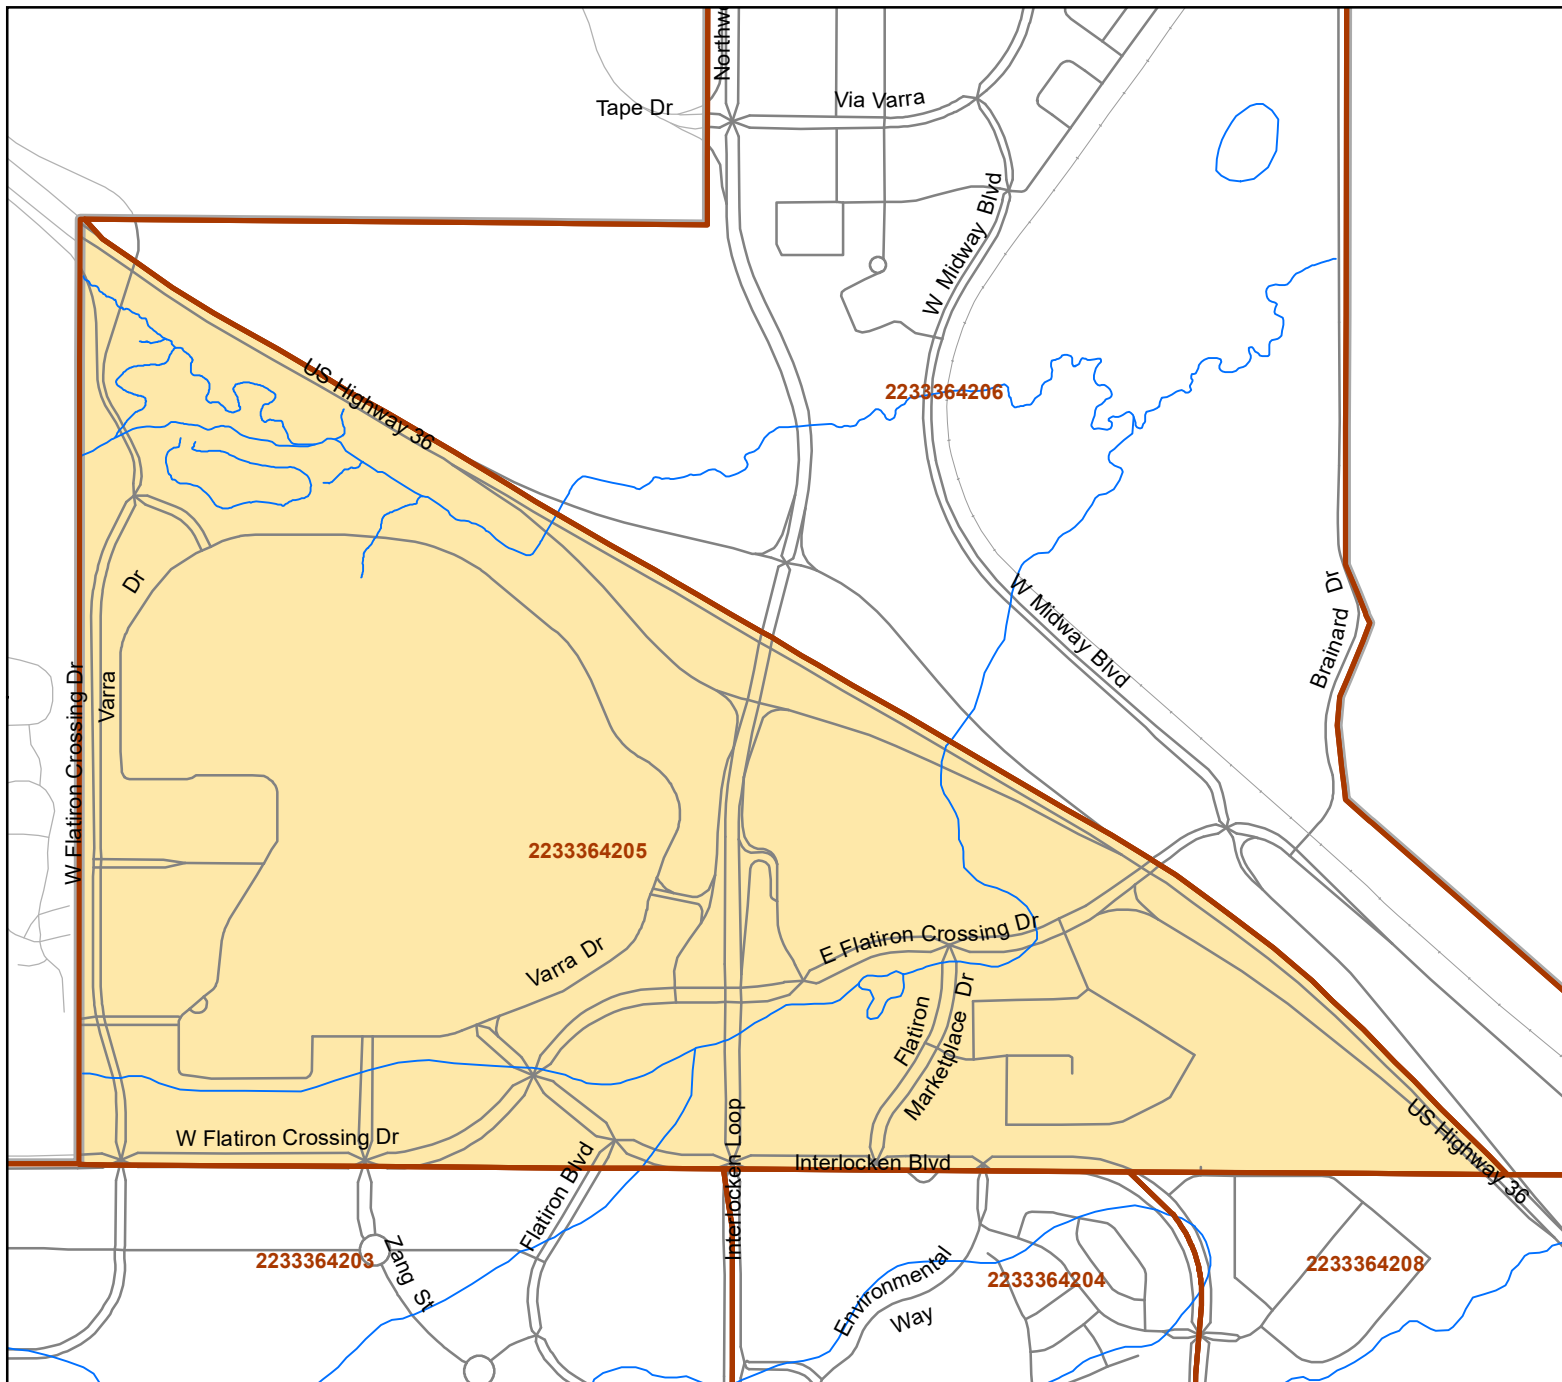 Northw
Tape Dr
Via Varra
W Midway Blvd
US Highway 36
2233364206
Dr
Varra
W Flatiron Crossing Dr
W Midway Blvd
Brainard Dr
2233364205
Varra Dr
E Flatiron Crossing Dr
Flatiron
Marketplace Dr
W Flatiron Crossing Dr
Flatiron Blvd
Interlocken Loop
Interlocken Blvd
US Highway 36
2233364203
Zang St
Environmental
Way
2233364204
2233364208